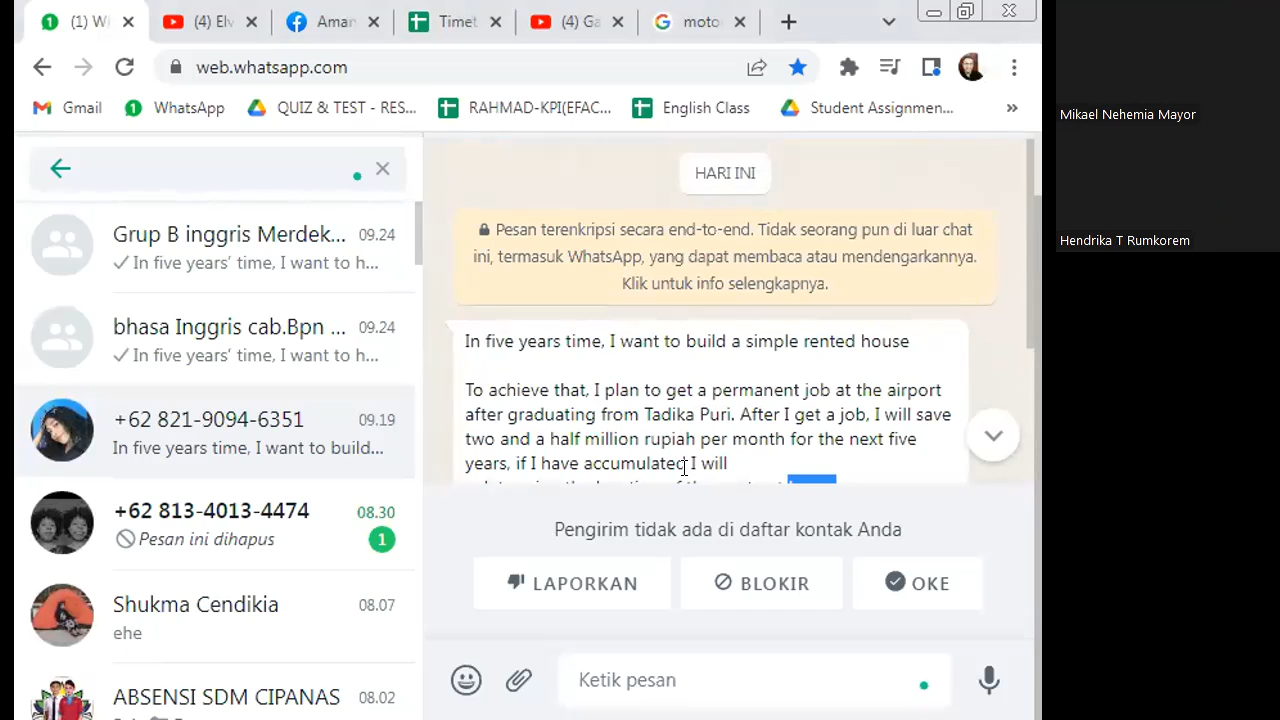 (1) W
(4) El
Aman
Timet
(4) Ga
moto
web.whatsapp.com
Gmail
WhatsApp
QUIZ & TEST - RES...
RAHMAD-KPI(EFAC...
English Class
Student Assignmen...
»
Grup B inggris Merdek...
09.24
In five years' time, I want to h...
bhasa Inggris cab.Bpn ...
09.24
In five years' time, I want to h...
+62 821-9094-6351
09.19
In five years time, I want to build...
+62 813-4013-4474
08.30
Pesan ini dihapus
1
Shukma Cendikia
08.07
ehe
ABSENSI SDM CIPANAS
08.02
HARI INI
Pesan terenkripsi secara end-to-end. Tidak seorang pun di luar chat
ini, termasuk WhatsApp, yang dapat membaca atau mendengarkannya.
Klik untuk info selengkapnya.
In five years time, I want to build a simple rented house
To achieve that, I plan to get a permanent job at the airport
after graduating from Tadika Puri. After I get a job, I will save
two and a half million rupiah per month for the next five
years, if I have accumulated I will
Pengirim tidak ada di daftar kontak Anda
LAPORKAN
BLOKIR
OKE
Ketik pesan
Mikael Nehemia Mayor
Hendrika T Rumkorem